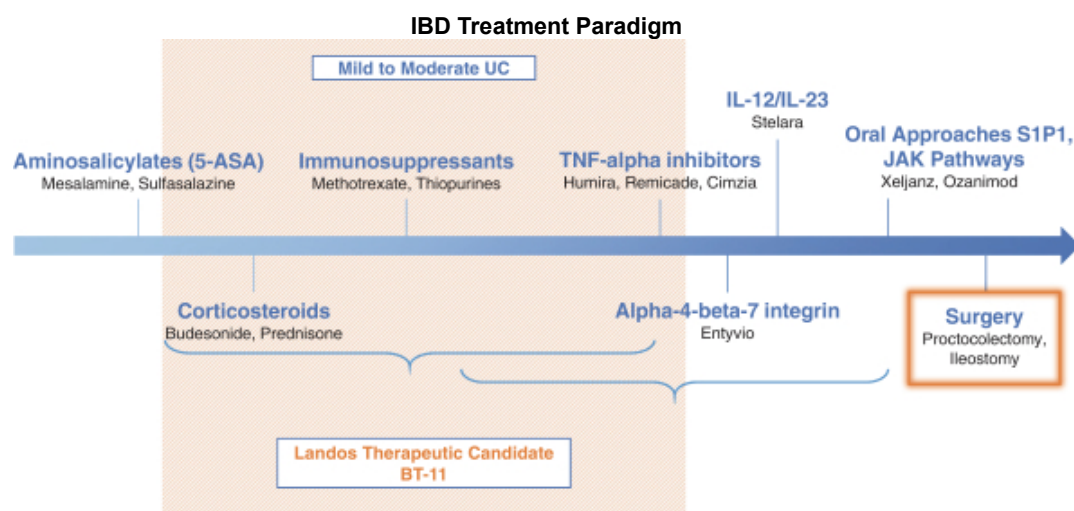 IBD Treatment Paradigm
Mild to Moderate UC
IL-12/IL-23
Stelara
Oral Approaches S1P1,
JAK Pathways
Xeljanz, Ozanimod
Aminosalicylates (5-ASA)
Mesalamine, Sulfasalazine
Immunosuppressants
Methotrexate, Thiopurines
TNF-alpha inhibitors
Humira, Remicade, Cimzia
Corticosteroids
Budesonide, Prednisone
Alpha-4-beta-7 integrin
Entyvio
Surgery
Proctocolectomy,
Ileostomy
Landos Therapeutic Candidate
BT-11